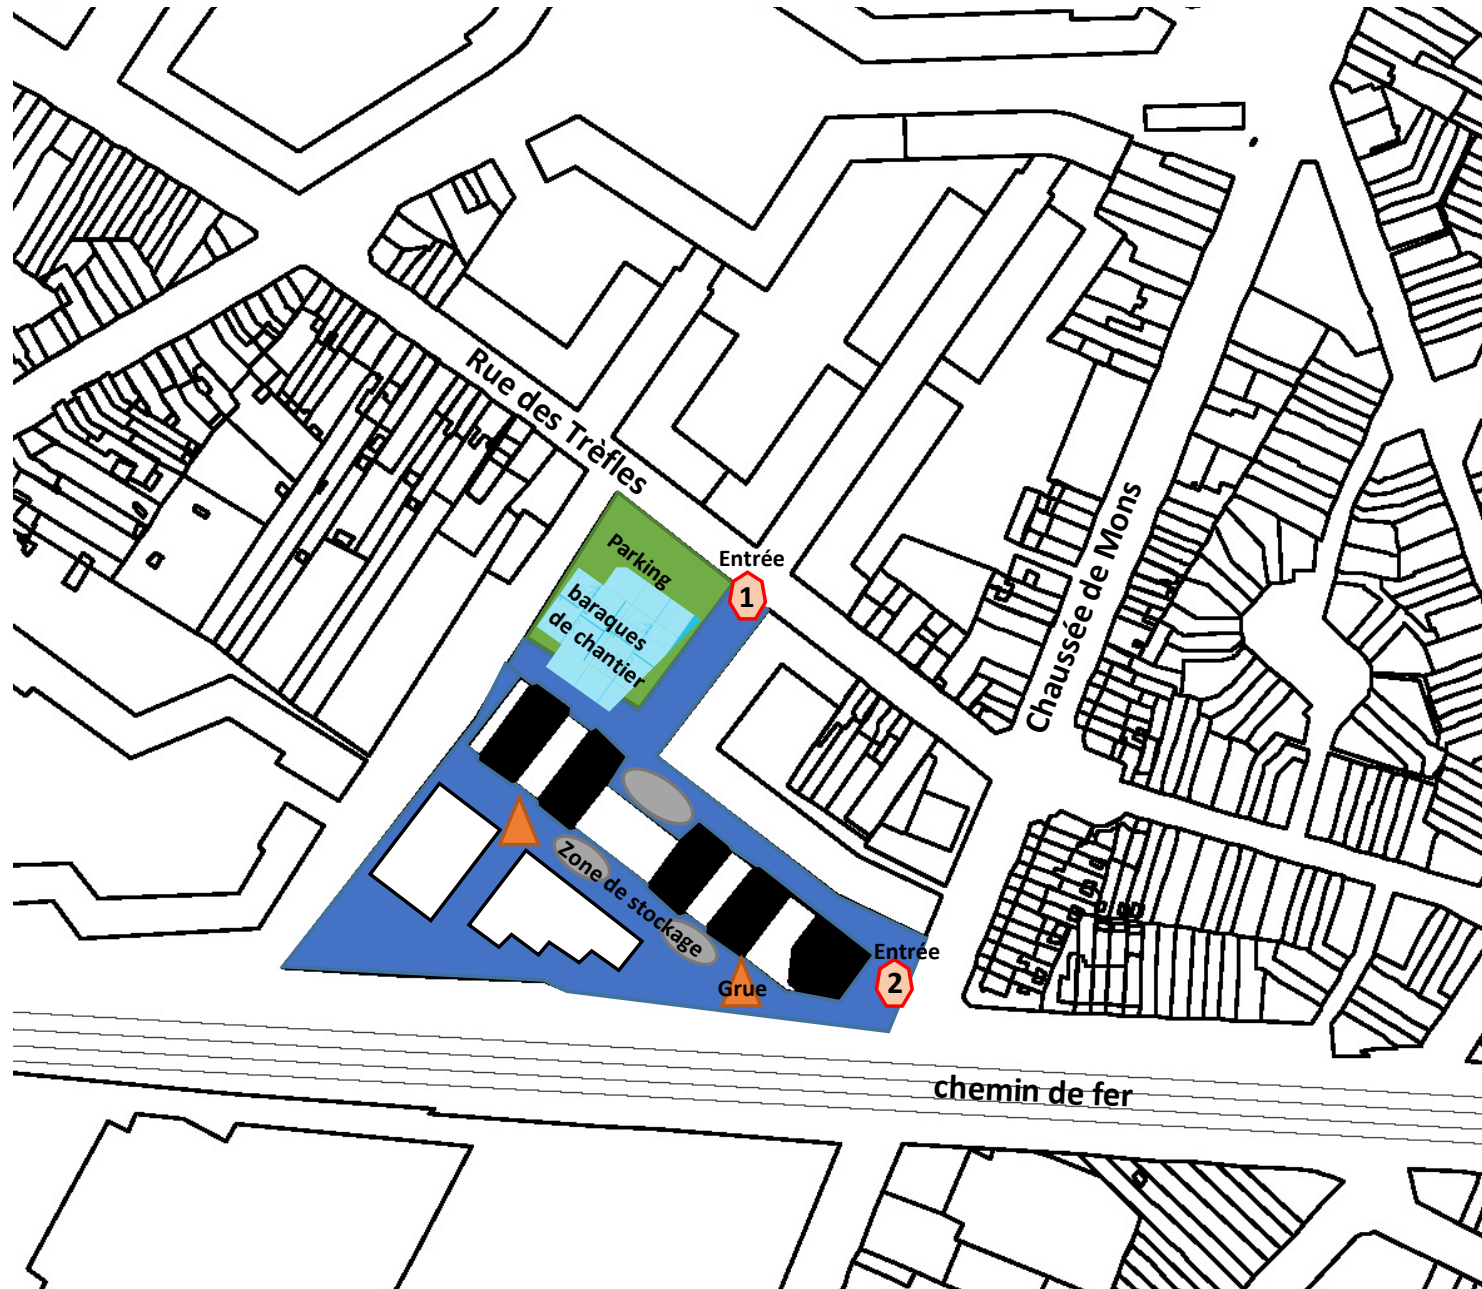 Rue des Trèfles
Chaussée de Mons
Parking
Entrée
1
baraques
de chantier
Zone de stockage
Entrée
2
Grue
chemin de fer